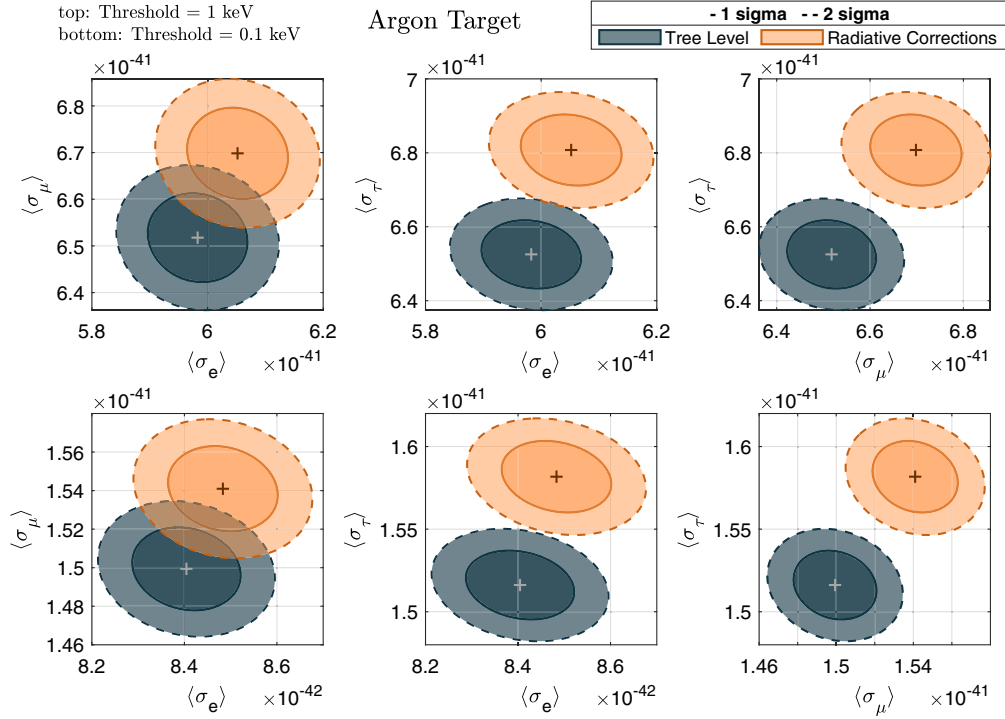 top: Threshold = 1 keV
bottom: Threshold = 0.1 keV
Argon Target
- 1 sigma - - 2 sigma
Tree Level Radiative Corrections
×10⁻⁴¹ ×10⁻⁴¹ ×10⁻⁴¹
6.8
6.7
6.6
6.5
6.4
⟨σ_μ⟩
5.8 6 6.2
⟨σ_e⟩ ×10⁻⁴¹
7
6.8
6.6
6.4
⟨σ_τ⟩
5.8 6 6.2
⟨σ_e⟩ ×10⁻⁴¹
7
6.8
6.6
6.4
⟨σ_τ⟩
6.4 6.6 6.8
⟨σ_μ⟩ ×10⁻⁴¹
×10⁻⁴¹ ×10⁻⁴¹ ×10⁻⁴¹
1.56
1.54
1.52
1.5
1.48
1.46
⟨σ_μ⟩
8.2 8.4 8.6
⟨σ_e⟩ ×10⁻⁴²
1.6
1.55
1.5
⟨σ_τ⟩
8.2 8.4 8.6
⟨σ_e⟩ ×10⁻⁴²
1.6
1.55
1.5
⟨σ_τ⟩
1.46 1.5 1.54
⟨σ_μ⟩ ×10⁻⁴¹